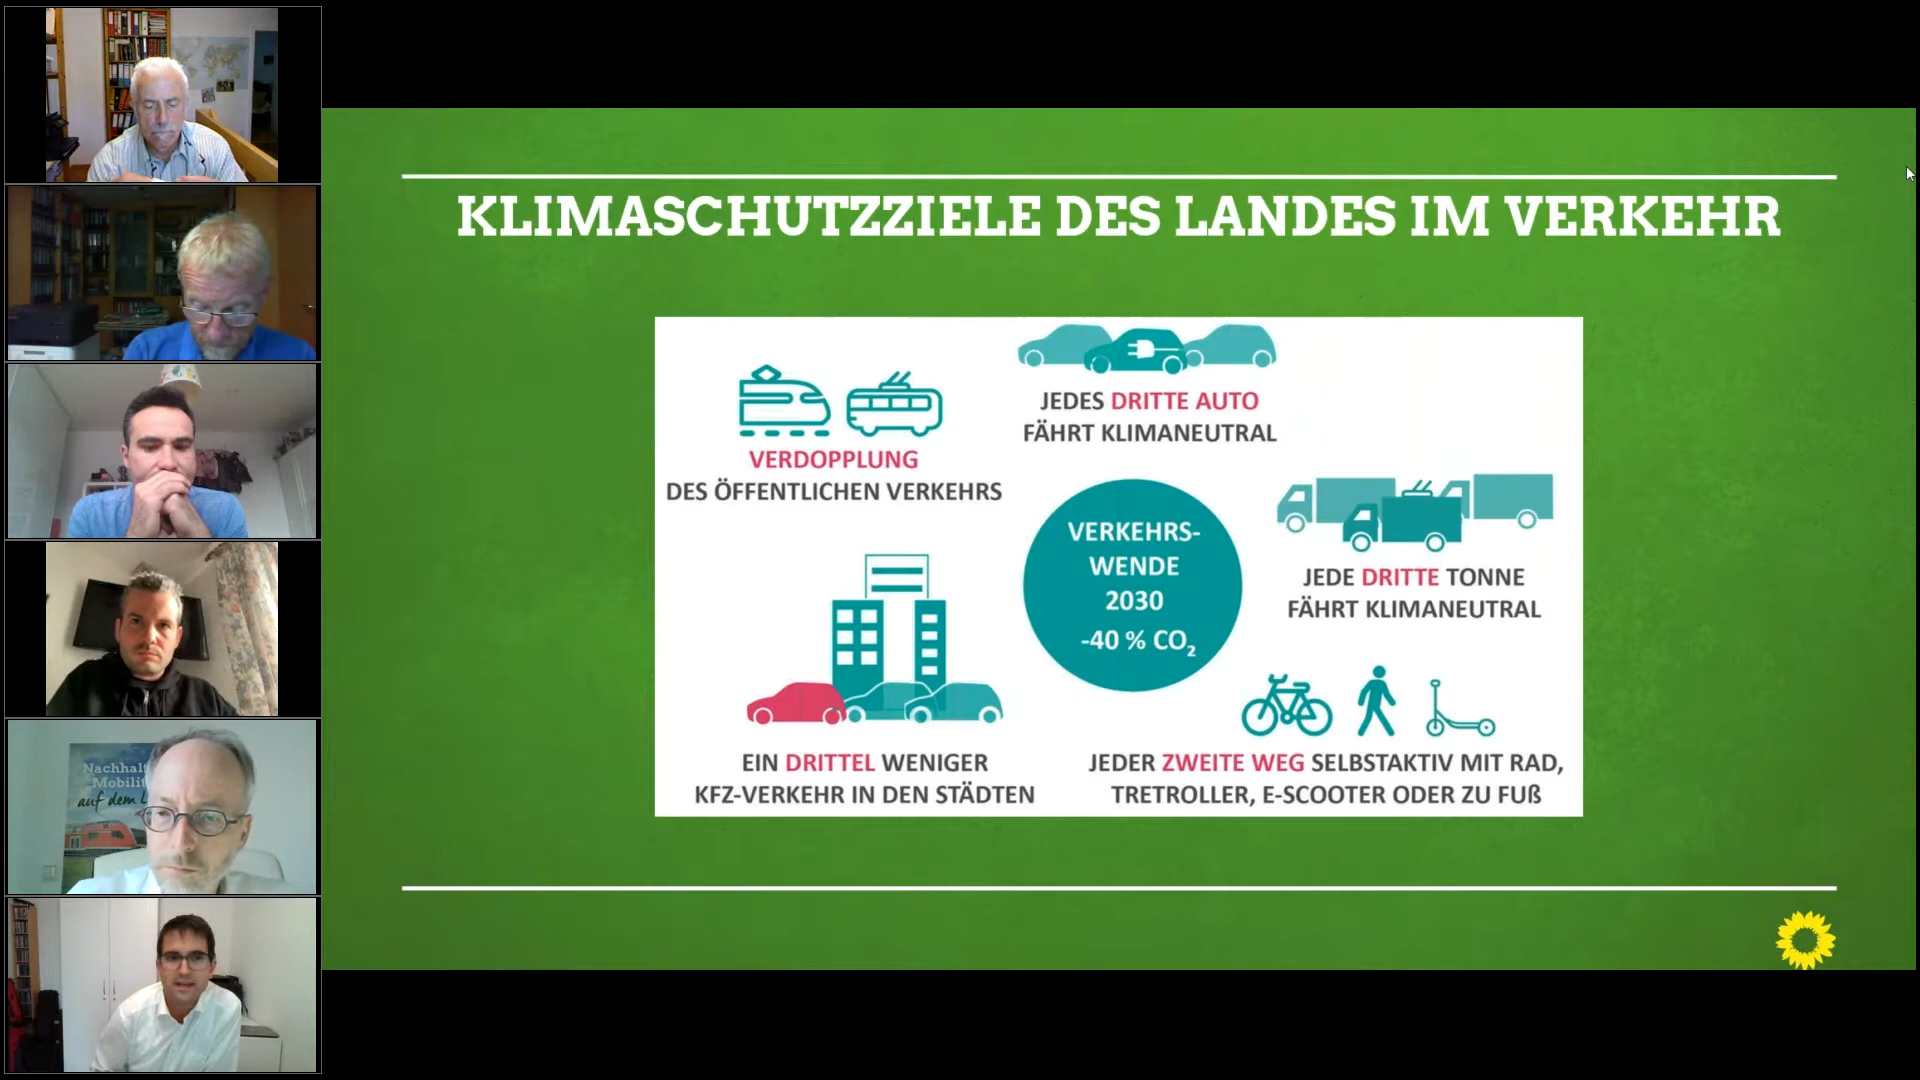 KLIMASCHUTZZIELE DES LANDES IM VERKEHR
JEDES DRITTE AUTO
FÄHRT KLIMANEUTRAL
VERDOPPLUNG
DES ÖFFENTLICHEN VERKEHRS
VERKEHRS-
WENDE
2030
-40 % CO₂
JEDE DRITTE TONNE
FÄHRT KLIMANEUTRAL
EIN DRITTEL WENIGER
KFZ-VERKEHR IN DEN STÄDTEN
JEDER ZWEITE WEG SELBSTAKTIV MIT RAD,
TRETROLLER, E-SCOOTER ODER ZU FUß
auf dem